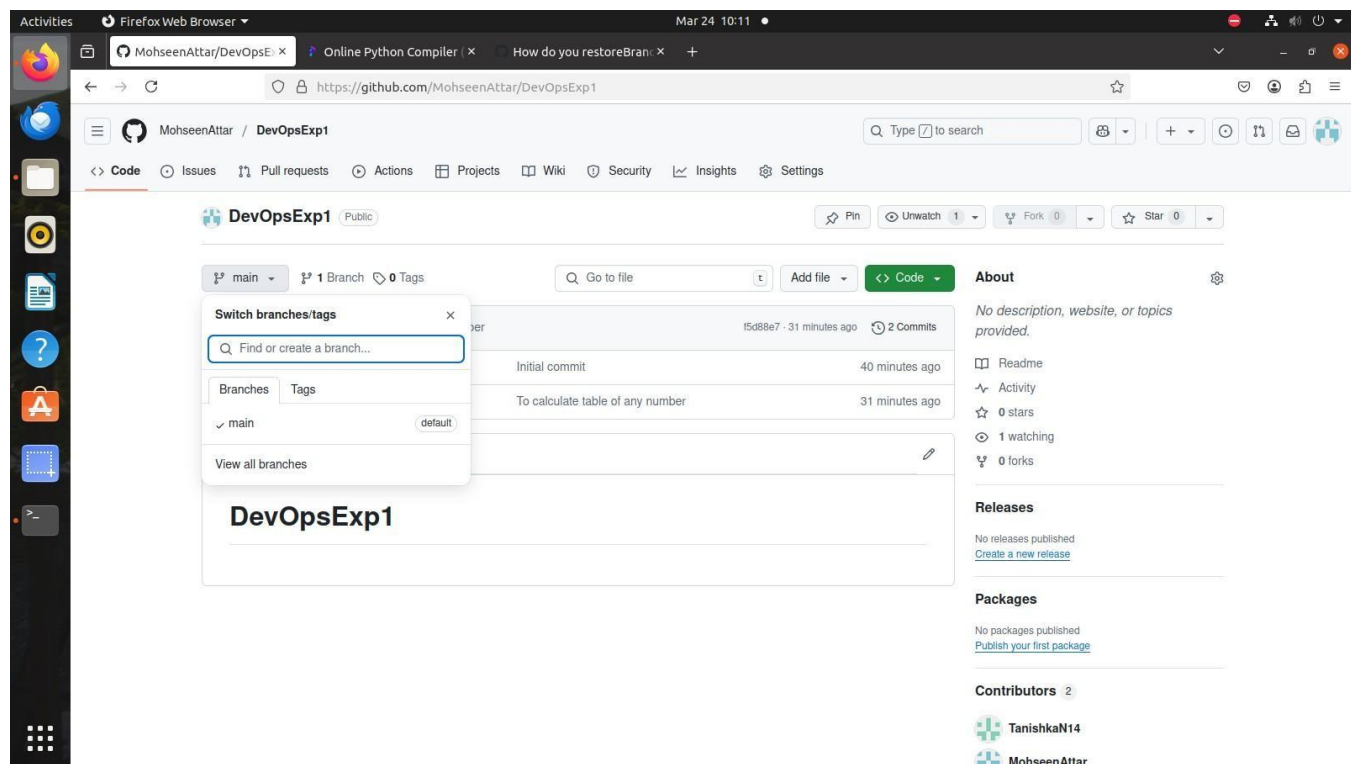 Activities Firefox Web Browser Mar 24 10:11
MohseenAttar/DevOpsE Online Python Compiler ( How do you restoreBranc
https://github.com/MohseenAttar/DevOpsExp1
MohseenAttar / DevOpsExp1 Type / to search
Code Issues Pull requests Actions Projects Wiki Security Insights Settings
DevOpsExp1 Public Pin Unwatch 1 Fork 0 Star 0
main 1 Branch 0 Tags Go to file t Add file Code About
Switch branches/tags
No description, website, or topics
provided.
ber f5d88e7 · 31 minutes ago 2 Commits
Find or create a branch...
Initial commit 40 minutes ago Readme
Branches Tags Activity
To calculate table of any number 31 minutes ago 0 stars
main default 1 watching
View all branches 0 forks
DevOpsExp1
Releases
No releases published
Create a new release
Packages
No packages published
Publish your first package
Contributors 2
TanishkaN14
MohseenAttar